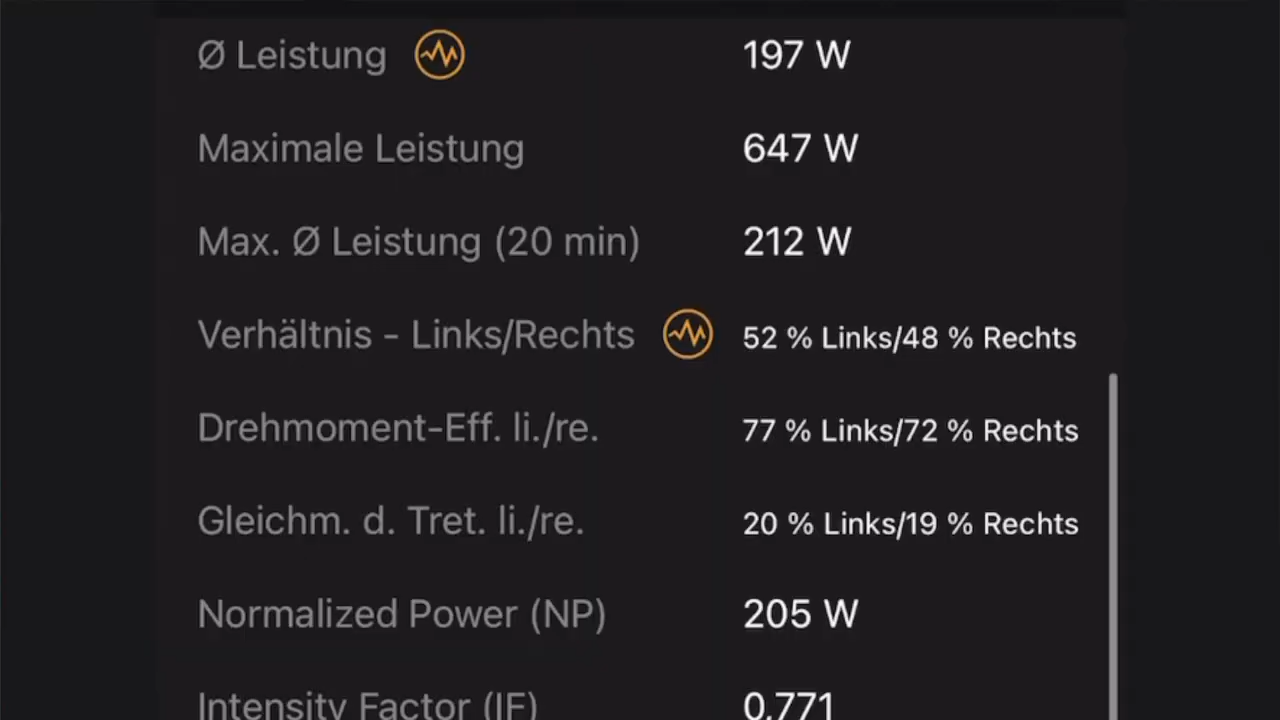 Ø Leistung 197 W
Maximale Leistung 647 W
Max. Ø Leistung (20 min) 212 W
Verhältnis - Links/Rechts 52 % Links/48 % Rechts
Drehmoment-Eff. li./re. 77 % Links/72 % Rechts
Gleichm. d. Tret. li./re. 20 % Links/19 % Rechts
Normalized Power (NP) 205 W
Intensity Factor (IF) 0,771